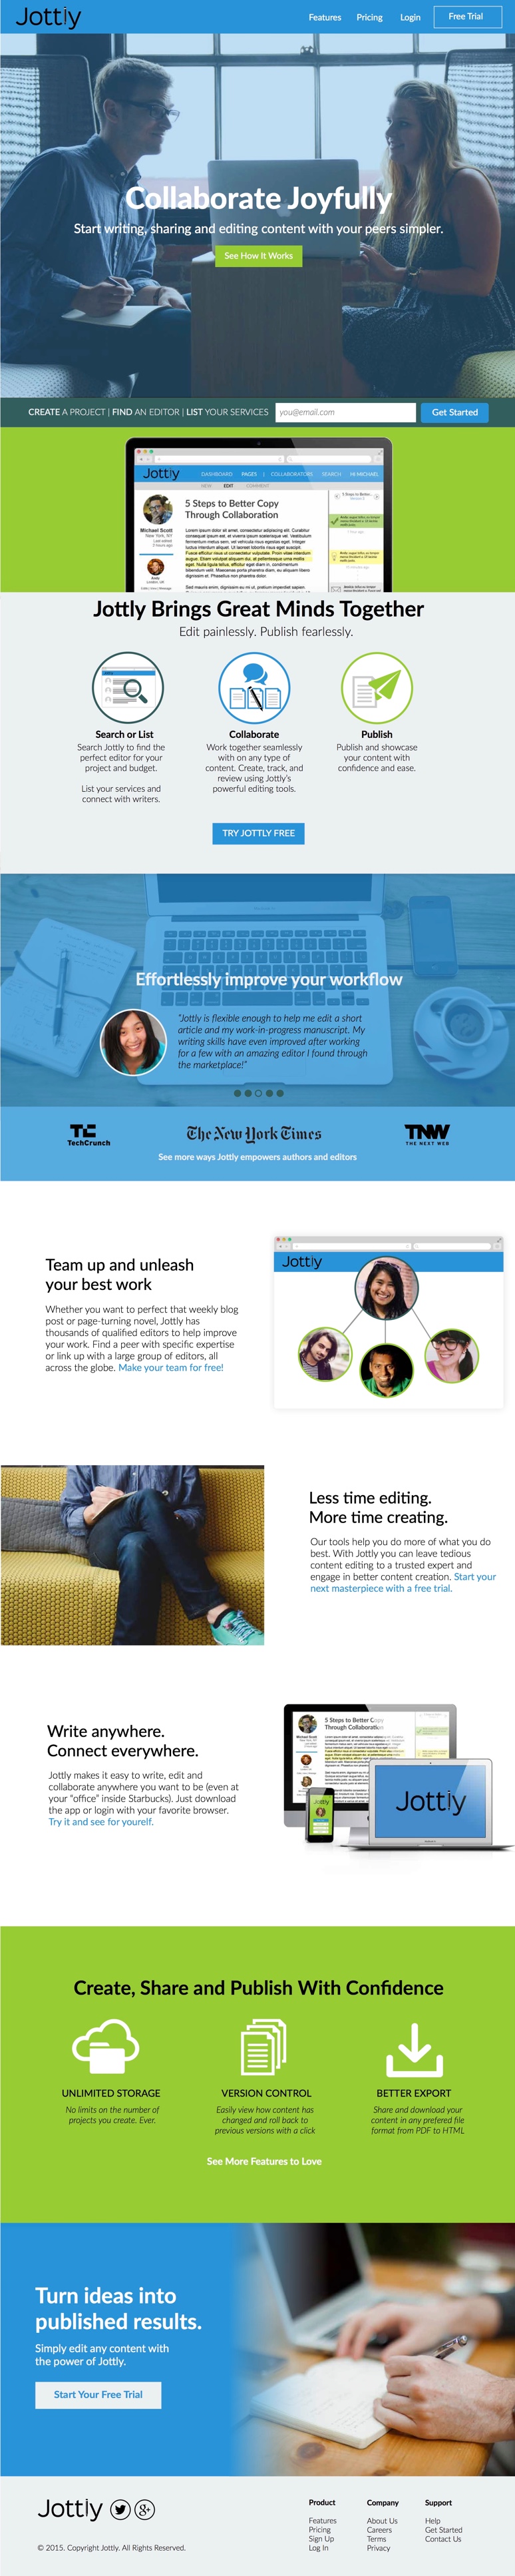 Jottly
Features Pricing Login Free Trial
Collaborate Joyfully
Start writing, sharing and editing content with your peers simpler.
See How It Works
CREATE A PROJECT | FIND AN EDITOR | LIST YOUR SERVICES you@email.com Get Started
Jottly DASHBOARD PAGES | COLLABORATORS SEARCH HI MICHAEL
NEW EDIT COMMENT
5 Steps to Better Copy
Through Collaboration
Michael Scott
New York, NY
Jottly Brings Great Minds Together
Edit painlessly. Publish fearlessly.
Search or List
Search Jottly to find the
perfect editor for your
project and budget.
List your services and
connect with writers.
Collaborate
Work together seamlessly
with on any type of
content. Create, track, and
review using Jottly's
powerful editing tools.
Publish
Publish and showcase
your content with
confidence and ease.
TRY JOTTLY FREE
Effortlessly improve your workflow
"Jottly is flexible enough to help me edit a short
article and my work-in-progress manuscript. My
writing skills have even improved after working
for a few with an amazing editor I found through
the marketplace!"
TC
TechCrunch
The New York Times
TNW
THE NEXT WEB
See more ways Jottly empowers authors and editors
Team up and unleash
your best work
Whether you want to perfect that weekly blog
post or page-turning novel, Jottly has
thousands of qualified editors to help improve
your work. Find a peer with specific expertise
or link up with a large group of editors, all
across the globe. Make your team for free!
Jottly
Less time editing.
More time creating.
Our tools help you do more of what you do
best. With Jottly you can leave tedious
content editing to a trusted expert and
engage in better content creation. Start your
next masterpiece with a free trial.
Write anywhere.
Connect everywhere.
Jottly makes it easy to write, edit and
collaborate anywhere you want to be (even at
your "office" inside Starbucks). Just download
the app or login with your favorite browser.
Try it and see for yourelf.
5 Steps to Better Copy
Through Collaboration
Jottly
Jottly
Create, Share and Publish With Confidence
UNLIMITED STORAGE
No limits on the number of
projects you create. Ever.
VERSION CONTROL
Easily view how content has
changed and roll back to
previous versions with a click
BETTER EXPORT
Share and download your
content in any prefered file
format from PDF to HTML
See More Features to Love
Turn ideas into
published results.
Simply edit any content with
the power of Jottly.
Start Your Free Trial
Jottly
g+
© 2015. Copyright Jottly. All Rights Reserved.
Product
Features
Pricing
Sign Up
Log In
Company
About Us
Careers
Terms
Privacy
Support
Help
Get Started
Contact Us